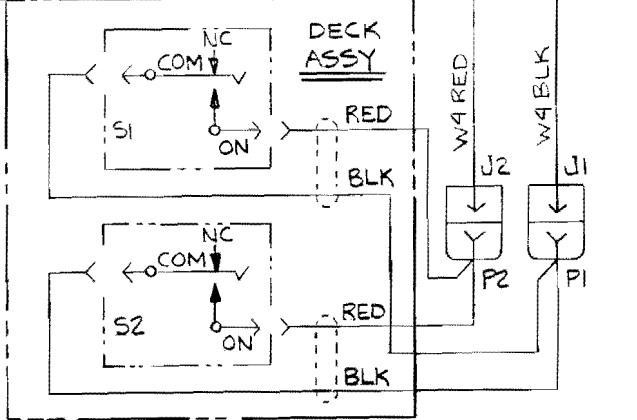 NC
DECK
ASSY
COM
S1
ON
RED
BLK
W4 RED
W4 BLK
J2
J1
NC
COM
P2
P1
S2
ON
RED
BLK